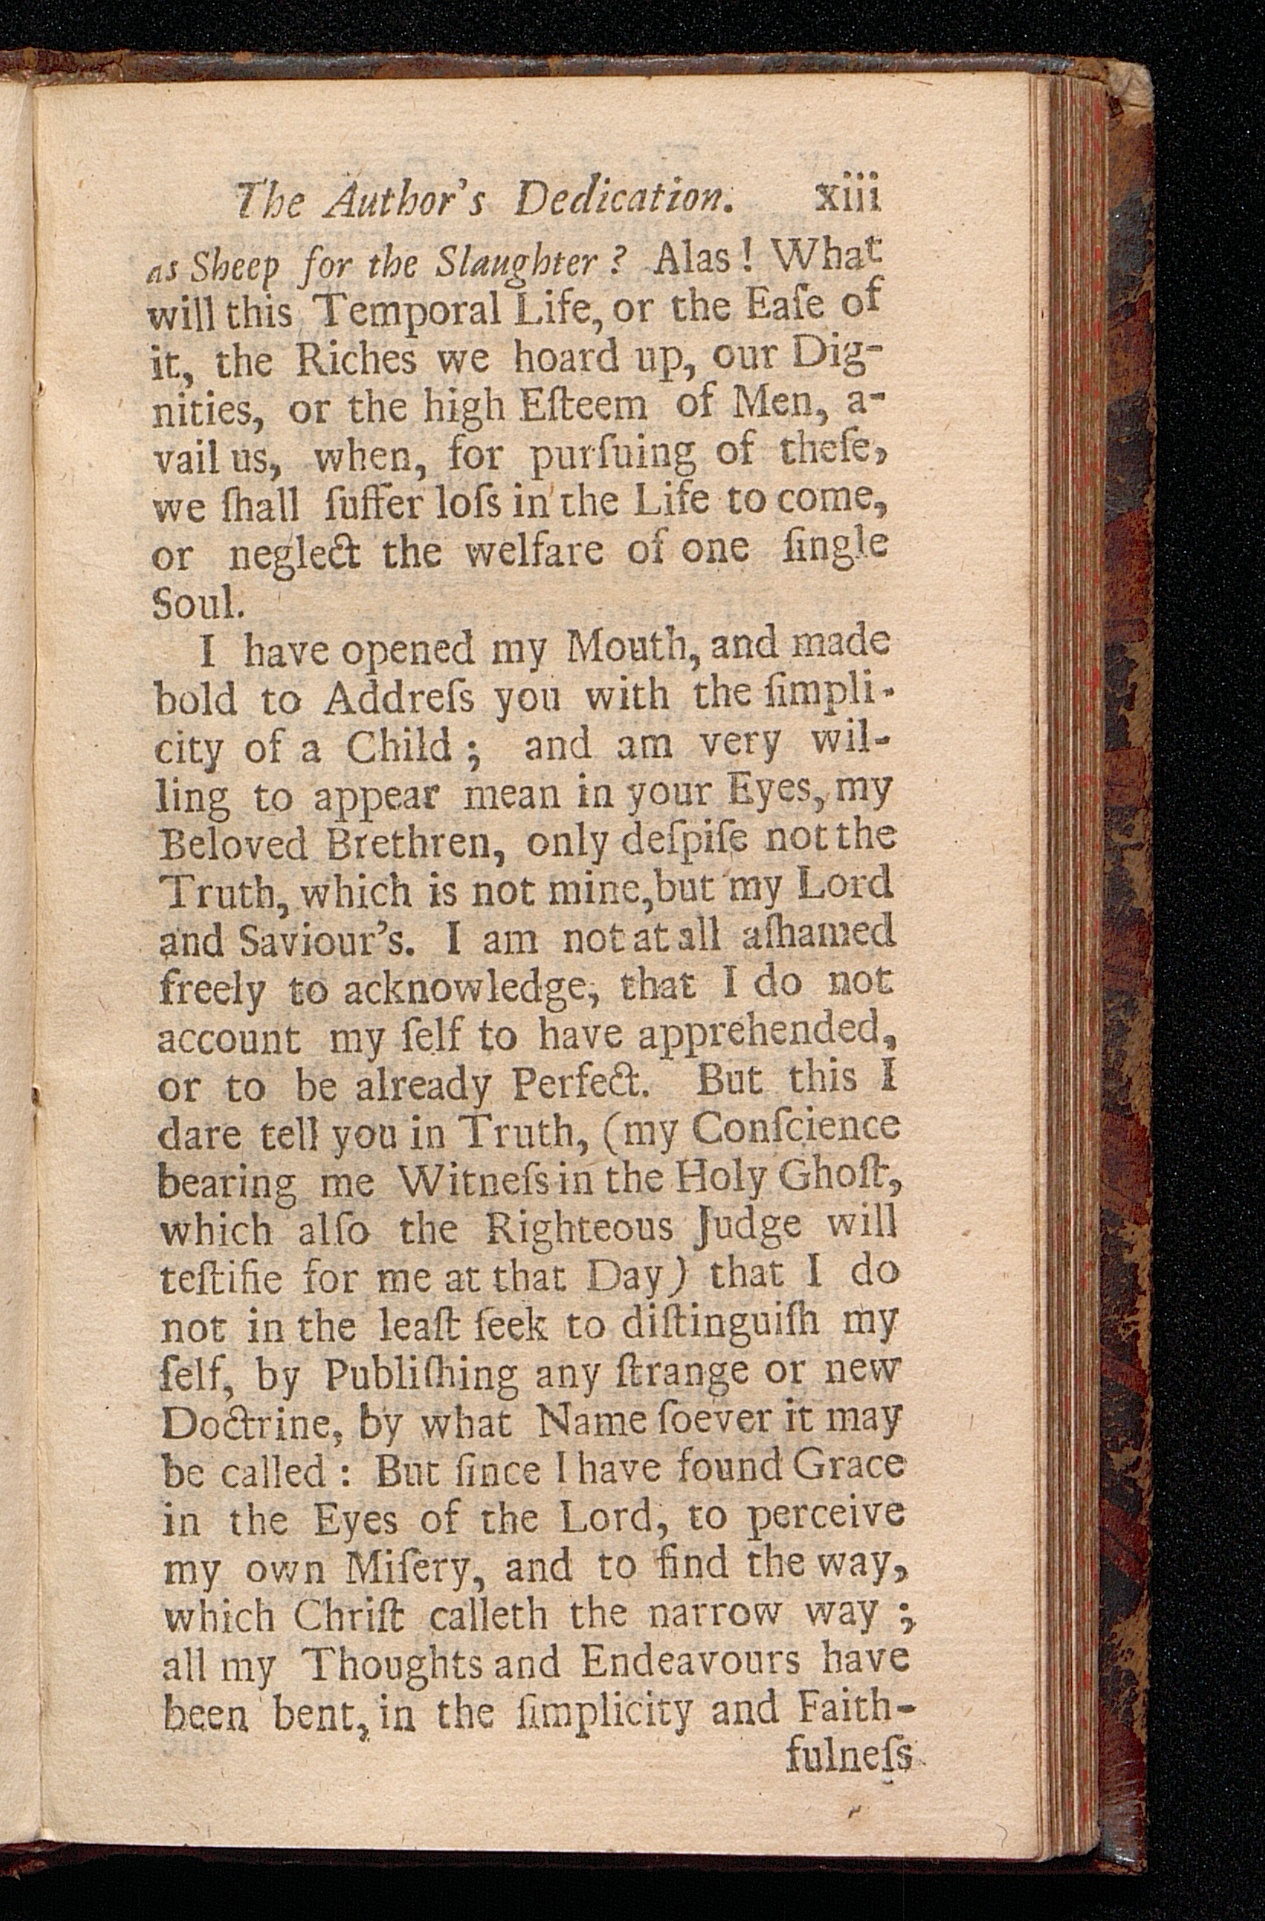 The Author's Dedication. xiii
as Sheep for the Slaughter? Alas! What
will this Temporal Life, or the Eaſe of
it, the Riches we hoard up, our Dig-
nities, or the high Eſteem of Men, a-
vail us, when, for purſuing of theſe,
we ſhall ſuffer loſs in the Life to come,
or neglect the welfare of one ſingle
Soul.
I have opened my Mouth, and made
bold to Addreſs you with the ſimpli-
city of a Child; and am very wil-
ling to appear mean in your Eyes, my
Beloved Brethren, only deſpiſe not the
Truth, which is not mine, but my Lord
and Saviour's. I am not at all aſhamed
freely to acknowledge, that I do not
account my ſelf to have apprehended,
or to be already Perfect. But this I
dare tell you in Truth, (my Conſcience
bearing me Witneſs in the Holy Ghoſt,
which alſo the Righteous Judge will
teſtifie for me at that Day) that I do
not in the leaſt ſeek to diſtinguiſh my
ſelf, by Publiſhing any ſtrange or new
Doctrine, by what Name ſoever it may
be called: But ſince I have found Grace
in the Eyes of the Lord, to perceive
my own Miſery, and to find the way,
which Chriſt calleth the narrow way;
all my Thoughts and Endeavours have
been bent, in the ſimplicity and Faith-
fulneſs